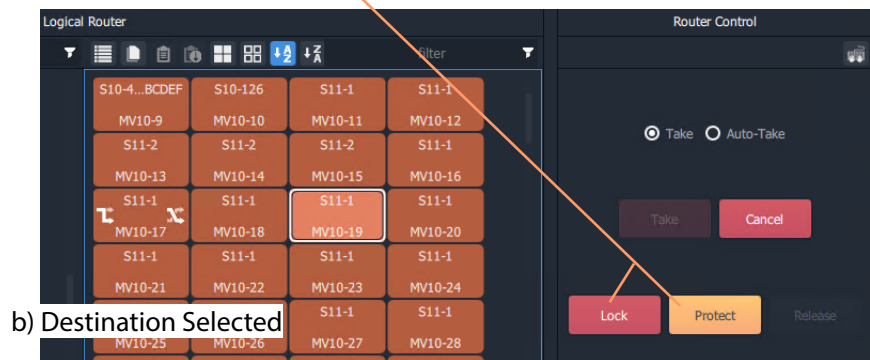 Logical Router
Router Control
filter
S10-4...BCDEF S10-126 S11-1 S11-1
MV10-9 MV10-10 MV10-11 MV10-12
S11-2 S11-2 S11-2 S11-1
MV10-13 MV10-14 MV10-15 MV10-16
Take Auto-Take
S11-1 S11-1 S11-1 S11-1
MV10-17 MV10-18 MV10-19 MV10-20
Take Cancel
S11-1 S11-1 S11-1 S11-1
MV10-21 MV10-22 MV10-23 MV10-24
b) Destination Selected
S11-1 S11-1
MV10-25 MV10-26 MV10-27 MV10-28
Lock Protect Release